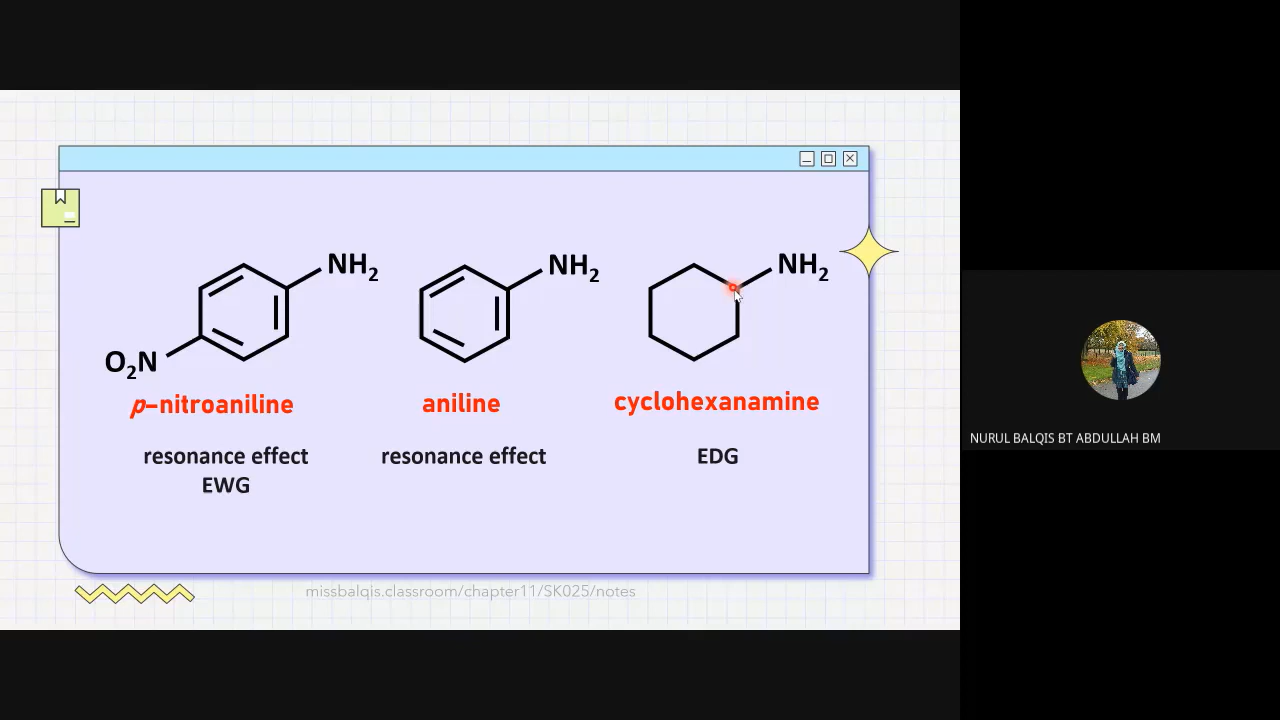 NH₂
NH₂
NH₂
O₂N
p–nitroaniline
aniline
cyclohexanamine
resonance effect
EWG
resonance effect
EDG
missbalqis.classroom/chapter11/SK025/notes
NURUL BALQIS BT ABDULLAH BM